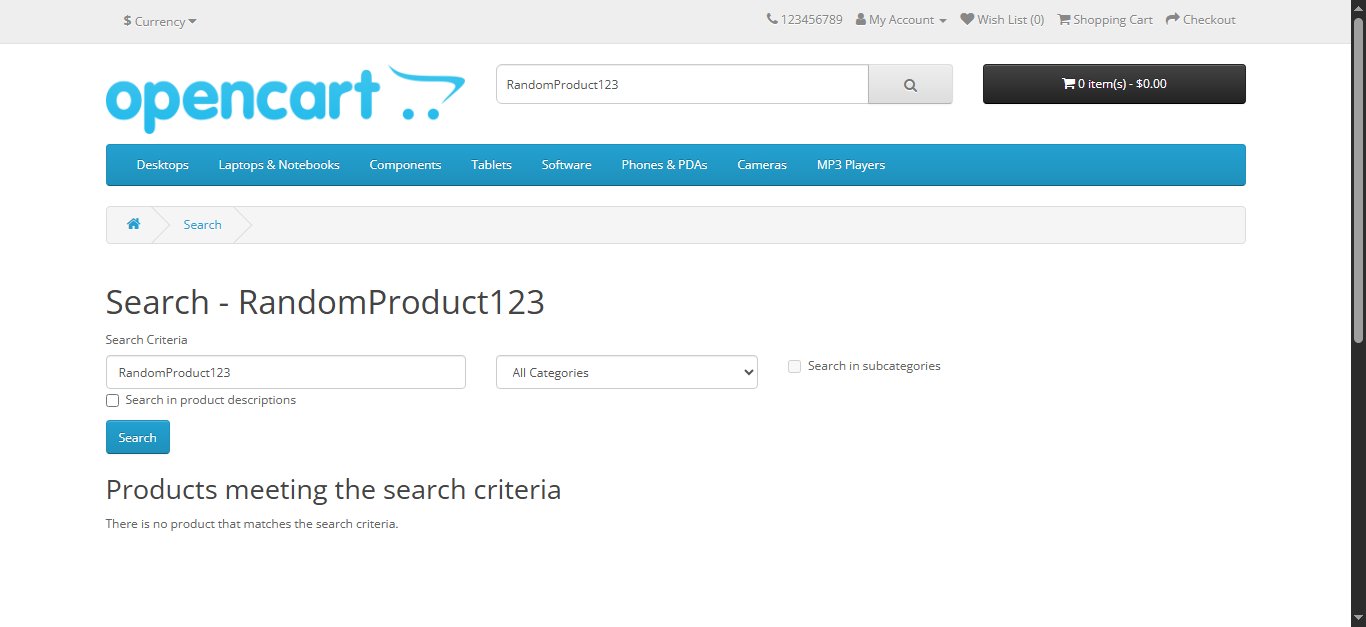 $ Currency
123456789 My Account Wish List (0) Shopping Cart Checkout
opencart
RandomProduct123
0 item(s) - $0.00
Desktops Laptops & Notebooks Components Tablets Software Phones & PDAs Cameras MP3 Players
Search
Search - RandomProduct123
Search Criteria
RandomProduct123 All Categories Search in subcategories
Search in product descriptions
Search
Products meeting the search criteria
There is no product that matches the search criteria.